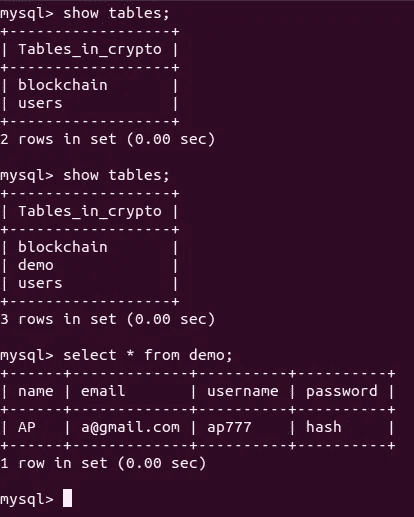 mysql> show tables;
+------------------+
| Tables_in_crypto |
+------------------+
| blockchain       |
| users            |
+------------------+
2 rows in set (0.00 sec)
mysql> show tables;
+------------------+
| Tables_in_crypto |
+------------------+
| blockchain       |
| demo             |
| users            |
+------------------+
3 rows in set (0.00 sec)
mysql> select * from demo;
+------+-------------+----------+----------+
| name | email       | username | password |
+------+-------------+----------+----------+
| AP   | a@gmail.com | ap777    | hash     |
+------+-------------+----------+----------+
1 row in set (0.00 sec)
mysql>